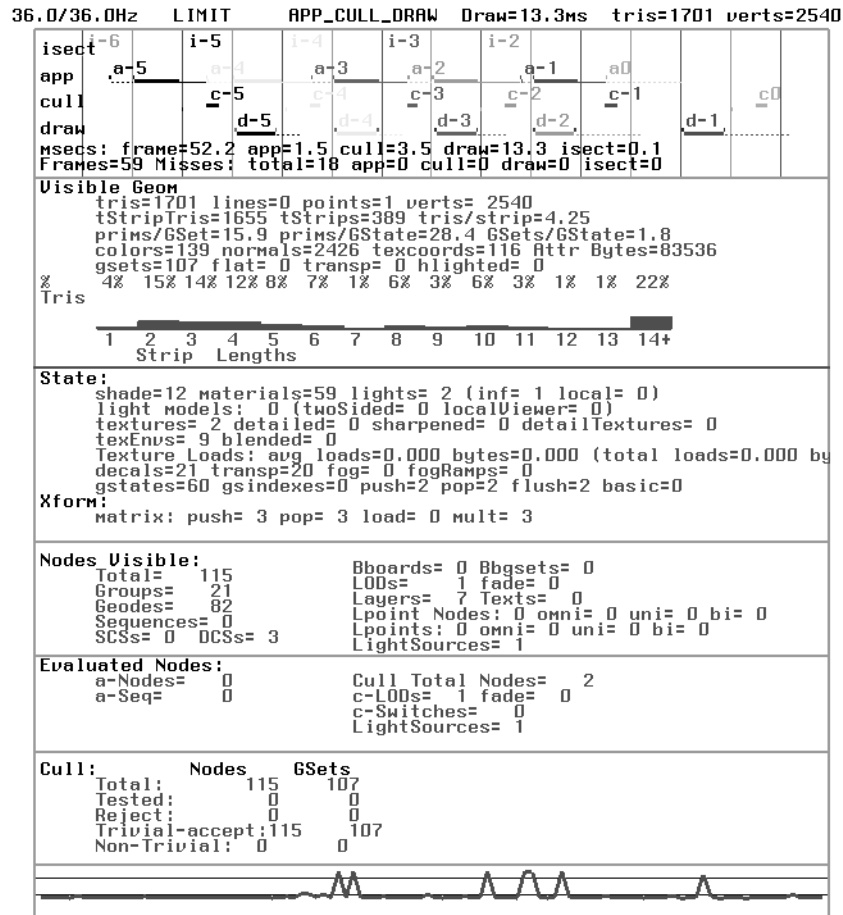 36.0/36.0Hz LIMIT APP_CULL_DRAW Draw=13.3ms tris=1701 verts=2540
isect i-6 i-5 i-4 i-3 i-2
app a-5 a-4 a-3 a-2 a-1 a0
cull c-5 c-4 c-3 c-2 c-1 c0
draw d-5 d-4 d-3 d-2 d-1
msecs: frame=52.2 app=1.5 cull=3.5 draw=13.3 isect=0.1
Frames=59 Misses: total=18 app=0 cull=0 draw=0 isect=0
Visible Geom
tris=1701 lines=0 points=1 verts= 2540
tStripTris=1655 tStrips=389 tris/strip=4.25
prims/GSet=15.9 prims/GState=28.4 GSets/GState=1.8
colors=139 normals=2426 texcoords=116 Attr Bytes=83536
gsets=107 flat= 0 transp= 0 hlighted= 0
% 4% 15% 14% 12% 8% 7% 1% 6% 3% 6% 3% 1% 1% 22%
Tris
1 2 3 4 5 6 7 8 9 10 11 12 13 14+
Strip Lengths
State:
shade=12 materials=59 lights= 2 (inf= 1 local= 0)
light models: 0 (twoSided= 0 localViewer= 0)
textures= 2 detailed= 0 sharpened= 0 detailTextures= 0
texEnvs= 9 blended= 0
Texture Loads: avg loads=0.000 bytes=0.000 (total loads=0.000 by
decals=21 transp=20 fog= 0 fogRamps= 0
gstates=60 gsindexes=0 push=2 pop=2 flush=2 basic=0
Xform:
matrix: push= 3 pop= 3 load= 0 mult= 3
Nodes Visible:
Total= 115 Bboards= 0 Bbgsets= 0
Groups= 21 LODs= 1 fade= 0
Geodes= 82 Layers= 7 Texts= 0
Sequences= 0 Lpoint Nodes: 0 omni= 0 uni= 0 bi= 0
SCSs= 0 DCSs= 3 Lpoints: 0 omni= 0 uni= 0 bi= 0
LightSources= 1
Evaluated Nodes:
a-Nodes= 0 Cull Total Nodes= 2
a-Seq= 0 c-LODs= 1 fade= 0
c-Switches= 0
LightSources= 1
Cull: Nodes GSets
Total: 115 107
Tested: 0 0
Reject: 0 0
Trivial-accept:115 107
Non-Trivial: 0 0